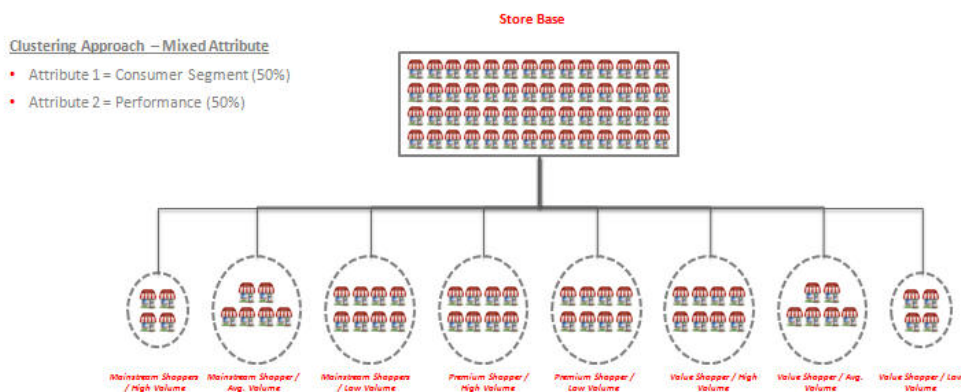 Store Base
Clustering Approach – Mixed Attribute
• Attribute 1 = Consumer Segment (50%)
• Attribute 2 = Performance (50%)
Mainstream Shoppers
/ High Volume
Mainstream Shopper /
Avg. Volume
Mainstream Shoppers
/ Low Volume
Premium Shopper /
High Volume
Premium Shopper /
Low Volume
Value Shopper / High
Volume
Value Shopper / Avg.
Volume
Value Shopper / Low
Volume